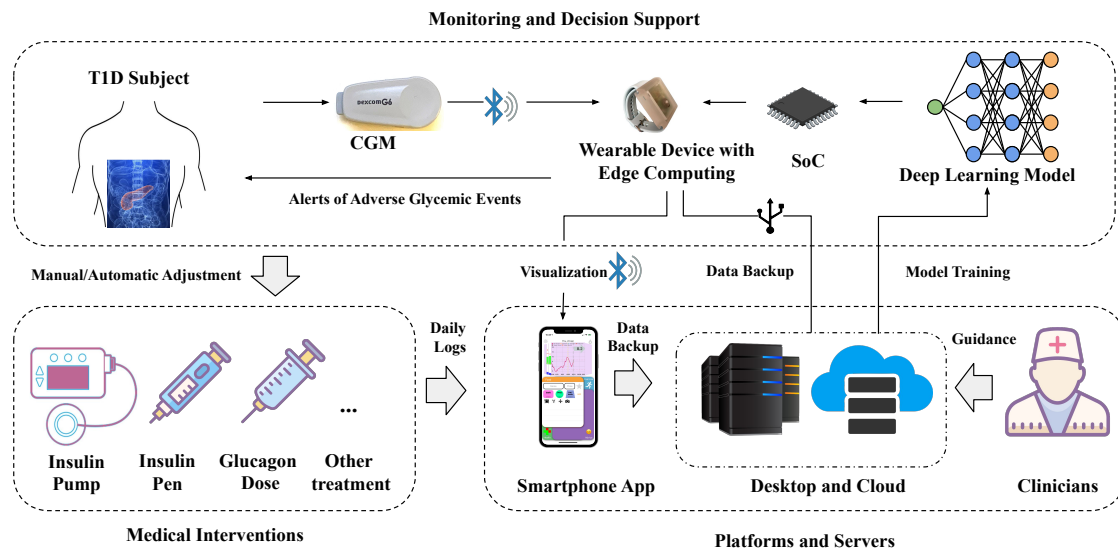 Monitoring and Decision Support
T1D Subject
Dexcom G6
CGM
Wearable Device with
Edge Computing
SoC
Deep Learning Model
Alerts of Adverse Glycemic Events
Manual/Automatic Adjustment
Visualization
Data Backup
Model Training
Daily
Logs
Data
Backup
Guidance
...
Insulin
Pump
Insulin
Pen
Glucagon
Dose
Other
treatment
Smartphone App
Desktop and Cloud
Clinicians
Medical Interventions
Platforms and Servers